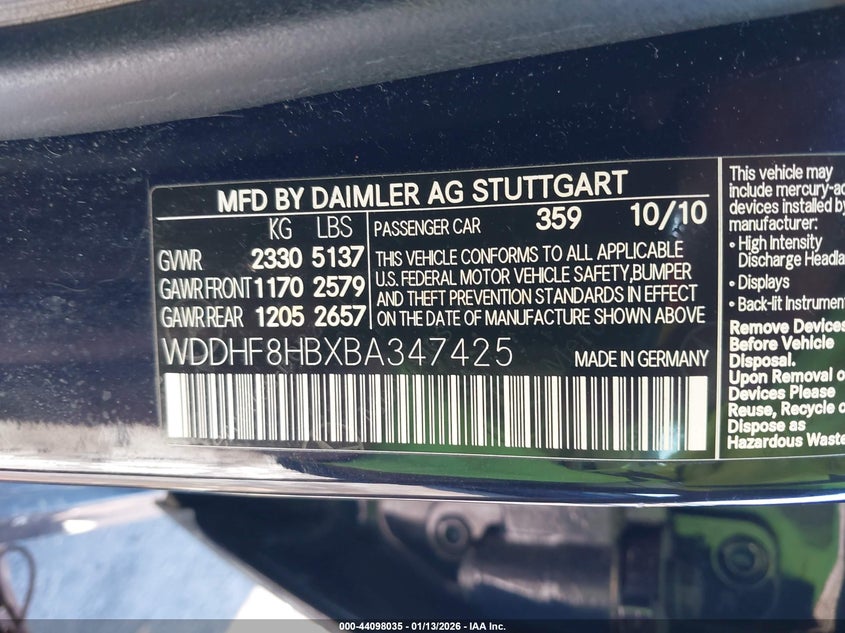 MFD BY DAIMLER AG STUTTGART
KG LBS
GVWR 2330 5137
GAWR FRONT 1170 2579
GAWR REAR 1205 2657
PASSENGER CAR 359 10/10
THIS VEHICLE CONFORMS TO ALL APPLICABLE
U.S. FEDERAL MOTOR VEHICLE SAFETY,BUMPER
AND THEFT PREVENTION STANDARDS IN EFFECT
ON THE DATE OF MANUFACTURE SHOWN ABOVE
WDDHF8HBXBA347425
MADE IN GERMANY
This vehicle may
include mercury-
devices installed by
manufacturer:
• High Intensity
Discharge
• Displays
• Back-lit
Remove Devices
Before Vehicle
Disposal.
Upon Removal
Devices Please
Reuse, Recycle
Dispose as
Hazardous Waste
000-44098035 - 01/13/2026 - IAA Inc.